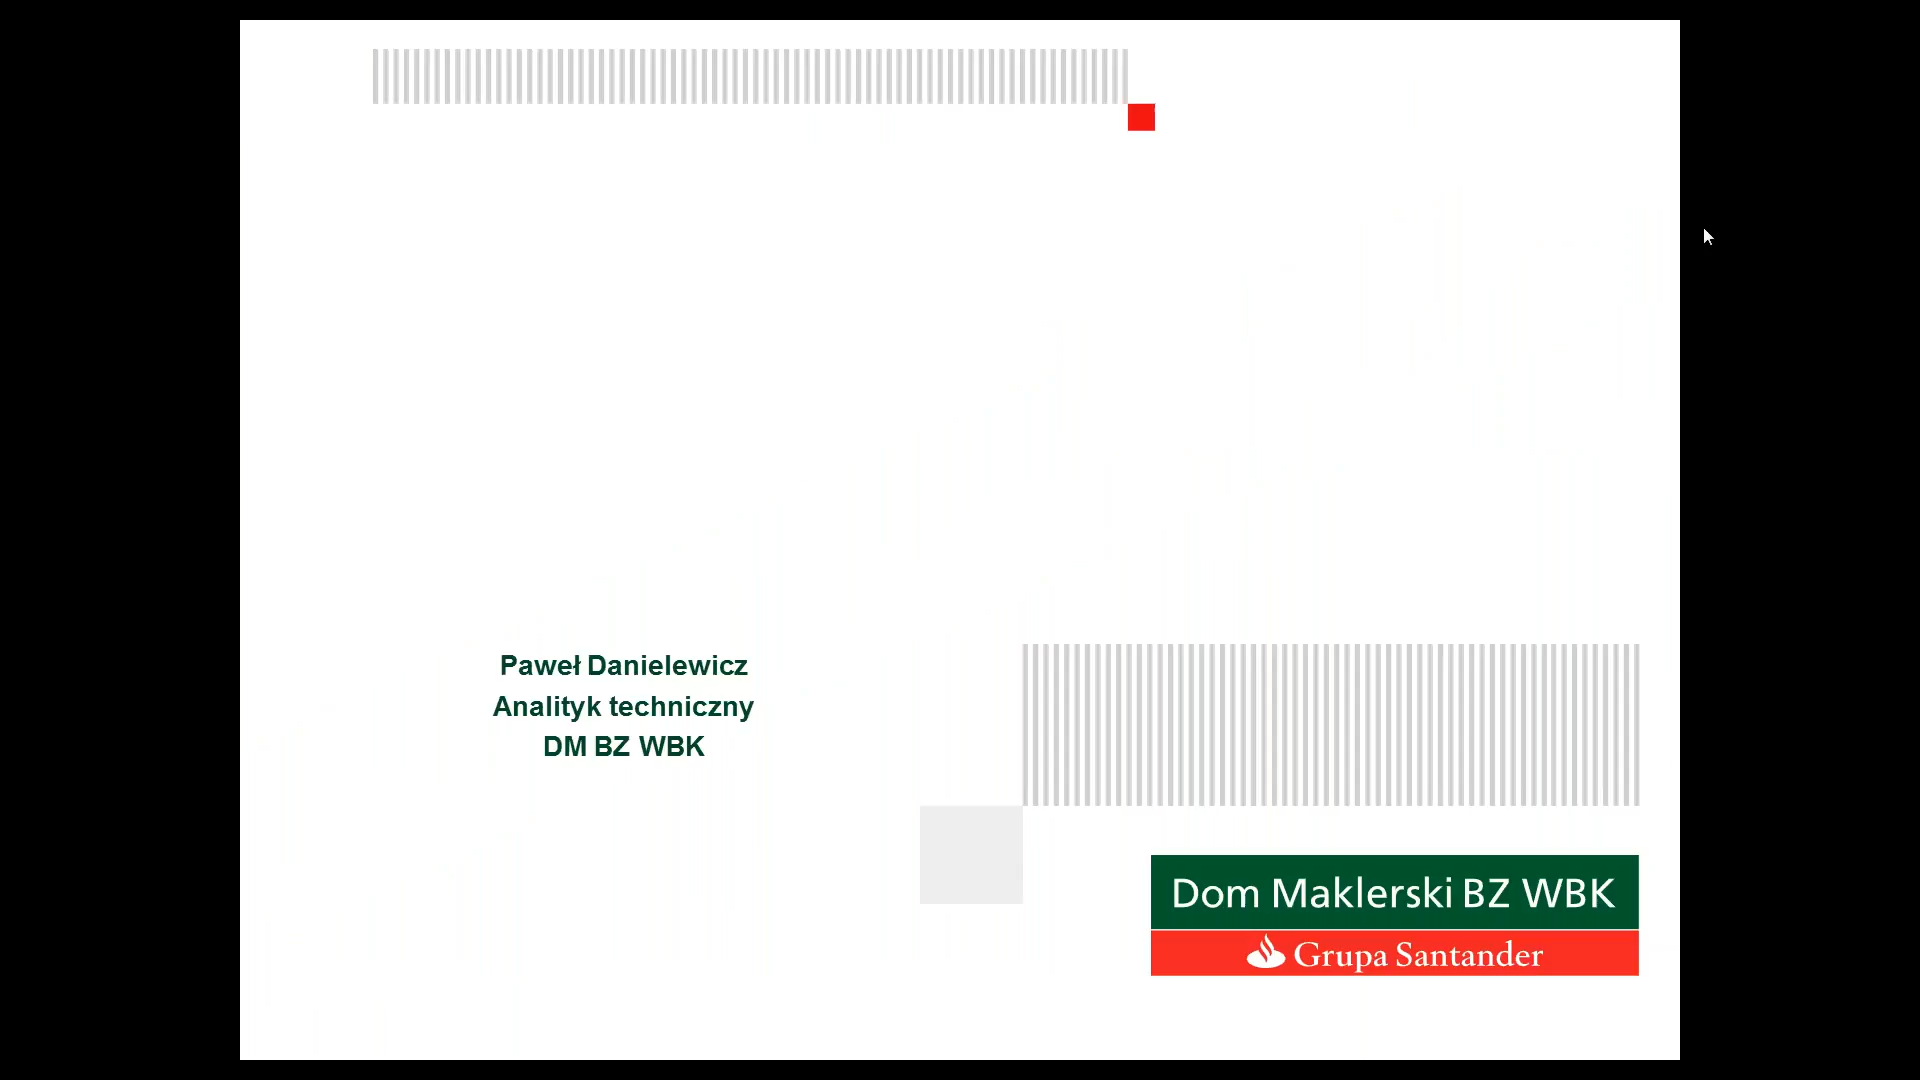 Paweł Danielewicz
Analityk techniczny
DM BZ WBK
Dom Maklerski BZ WBK
Grupa Santander